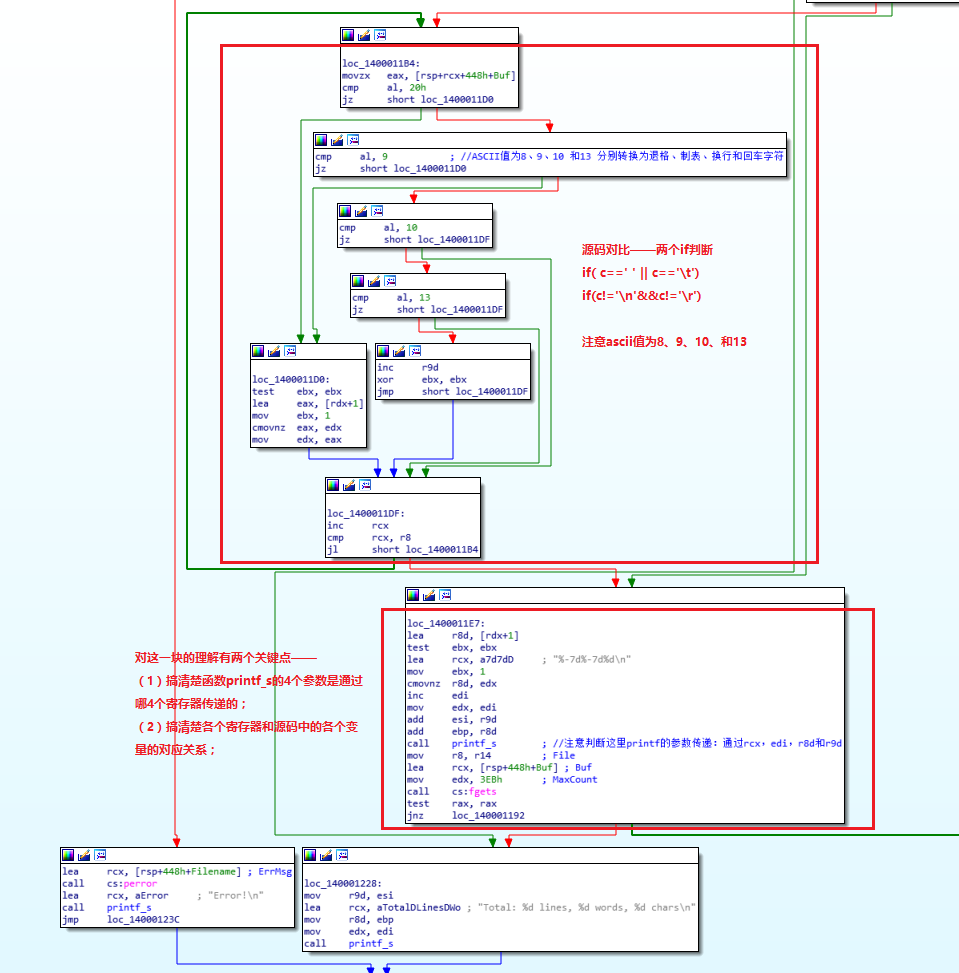 loc_1400011B4:
movzx   eax, [rsp+rcx+448h+Buf]
cmp     al, 20h
jz      short loc_1400011D0
cmp     al, 9          ; //ASCII值为8、9、10 和13 分别转换为退格、制表、换行和回车字符
jz      short loc_1400011D0
cmp     al, 10
jz      short loc_1400011DF
cmp     al, 13
jz      short loc_1400011DF
源码对比——两个if判断
if( c==' ' || c=='\t')
if(c!='\n'&&c!='\r')
注意ascii值为8、9、10、和13
loc_1400011D0:
test    ebx, ebx
lea     eax, [rdx+1]
mov     ebx, 1
cmovnz  eax, edx
mov     edx, eax
inc     r9d
xor     ebx, ebx
jmp     short loc_1400011DF
loc_1400011DF:
inc     rcx
cmp     rcx, r8
jl      short loc_1400011B4
对这一块的理解有两个关键点——
（1）搞清楚函数printf_s的4个参数是通过
哪4个寄存器传递的；
（2）搞清楚各个寄存器和源码中的各个变
量的对应关系；
loc_1400011E7:
lea     r8d, [rdx+1]
test    ebx, ebx
lea     rcx, a7d7dD    ; "%-7d%-7d%d\n"
mov     ebx, 1
cmovnz  r8d, edx
inc     edi
mov     edx, edi
add     esi, r9d
add     ebp, r8d
call    printf_s       ; //注意判断这里printf的参数传递：通过rcx，edi，r8d和r9d
mov     r8, r14        ; File
lea     rcx, [rsp+448h+Buf] ; Buf
mov     edx, 3EBh      ; MaxCount
call    cs:fgets
test    rax, rax
jnz     loc_140001192
lea     rcx, [rsp+448h+Filename] ; ErrMsg
call    cs:perror
lea     rcx, aError    ; "Error!\n"
call    printf_s
jmp     loc_14000123C
loc_140001228:
mov     r9d, esi
lea     rcx, aTotalDLinesDWo ; "Total: %d lines, %d words, %d chars\n"
mov     r8d, ebp
mov     edx, edi
call    printf_s